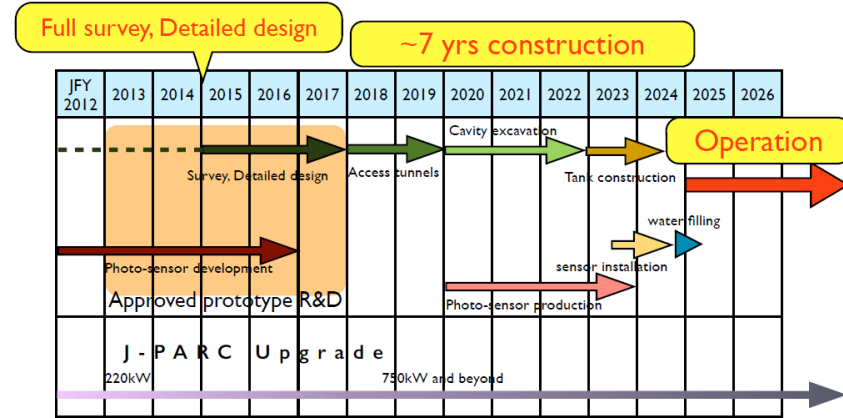 Full survey, Detailed design
~7 yrs construction
JFY 2012 2013 2014 2015 2016 2017 2018 2019 2020 2021 2022 2023 2024 2025 2026
Cavity excavation
Operation
Survey, Detailed design
Access tunnels
Tank construction
water filling
Photo-sensor development
sensor installation
Approved prototype R&D
Photo-sensor production
J-PARC Upgrade
220kW
750kW and beyond